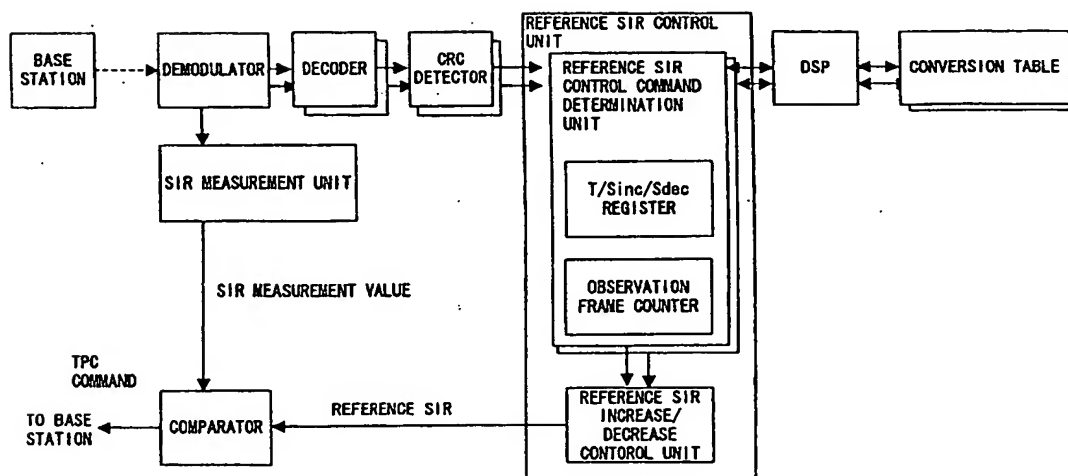 REFERENCE SIR CONTROL
UNIT
BASE
STATION
DEMODULATOR
DECODER
CRC
DETECTOR
REFERENCE SIR
CONTROL COMMAND
DETERMINATION
UNIT
DSP
CONVERSION TABLE
SIR MEASUREMENT UNIT
T/Sinc/Sdec
REGISTER
OBSERVATION
FRAME COUNTER
SIR MEASUREMENT VALUE
TPC
COMMAND
TO BASE
STATION
COMPARATOR
REFERENCE SIR
REFERENCE SIR
INCREASE/
DECREASE
CONTOROL UNIT